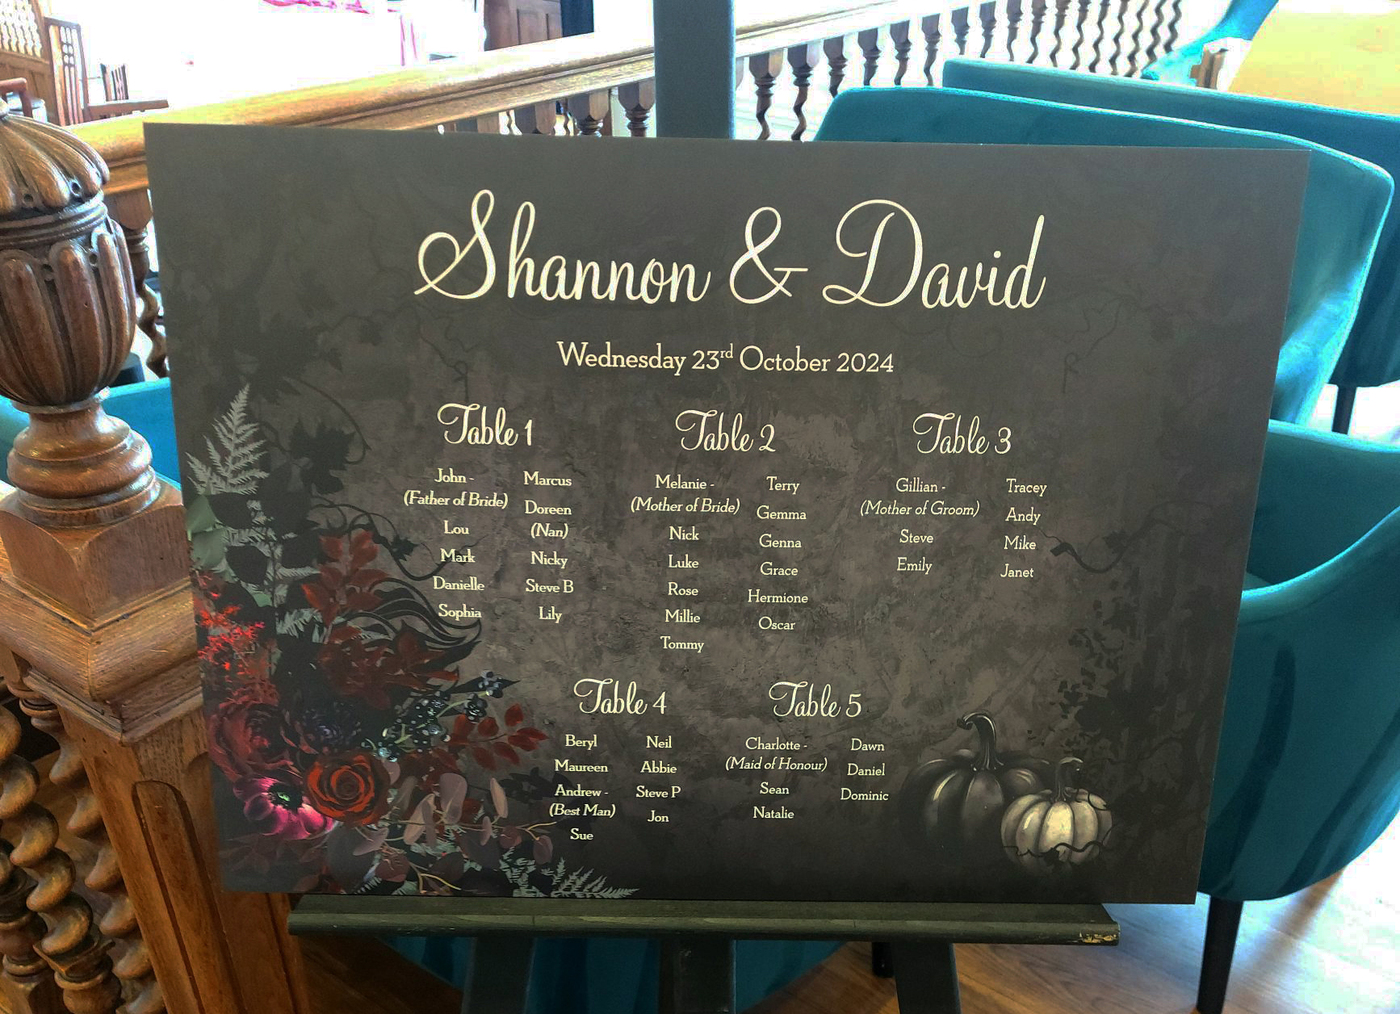 Shannon & David
Wednesday 23rd October 2024
Table 1
John -
(Father of Bride)
Lou
Mark
Danielle
Sophia
Marcus
Doreen
(Nan)
Nicky
Steve B
Lily
Table 2
Melanie -
(Mother of Bride)
Nick
Luke
Rose
Millie
Tommy
Terry
Gemma
Genna
Grace
Hermione
Oscar
Table 3
Gillian -
(Mother of Groom)
Steve
Emily
Tracey
Andy
Mike
Janet
Table 4
Beryl
Maureen
Andrew -
(Best Man)
Sue
Neil
Abbie
Steve P
Jon
Table 5
Charlotte -
(Maid of Honour)
Sean
Natalie
Dawn
Daniel
Dominic